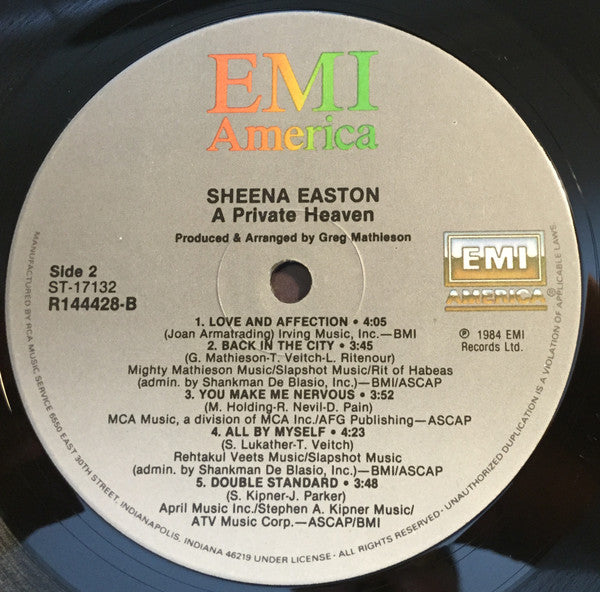 EMI
America
SHEENA EASTON
A Private Heaven
Produced & Arranged by Greg Mathieson
Side 2
ST-17132
R144428-B
EMI
AMERICA®
℗ 1984 EMI
Records Ltd.
1. LOVE AND AFFECTION • 4:05
(Joan Armatrading) Irving Music, Inc.—BMI
2. BACK IN THE CITY • 3:45
(G. Mathieson-T. Veitch-L. Ritenour)
Mighty Mathieson Music/Slapshot Music/Rit of Habeas
(admin. by Shankman De Blasio, Inc.)—BMI/ASCAP
3. YOU MAKE ME NERVOUS • 3:52
(M. Holding-R. Nevil-D. Pain)
MCA Music, a division of MCA Inc./AFG Publishing—ASCAP
4. ALL BY MYSELF • 4:23
(S. Lukather-T. Veitch)
Rehtakul Veets Music/Slapshot Music
(admin. by Shankman De Blasio, Inc.)—BMI/ASCAP
5. DOUBLE STANDARD • 3:48
(S. Kipner-J. Parker)
April Music Inc./Stephen A. Kipner Music/
ATV Music Corp.—ASCAP/BMI
MANUFACTURED BY RCA MUSIC SERVICE 6550 EAST 30TH STREET, INDIANAPOLIS, INDIANA 46219 UNDER LICENSE · ALL RIGHTS RESERVED · UNAUTHORIZED DUPLICATION IS A VIOLATION OF APPLICABLE LAWS